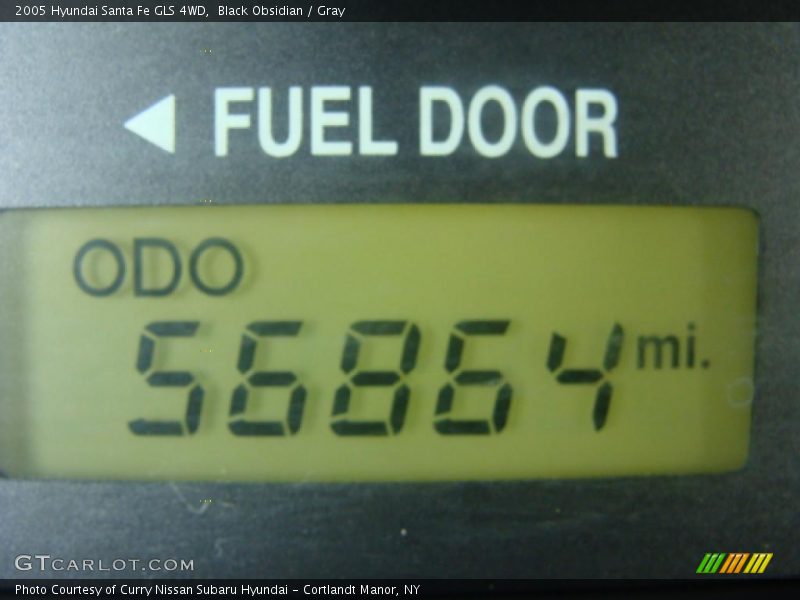 2005 Hyundai Santa Fe GLS 4WD,  Black Obsidian / Gray
FUEL DOOR
ODO
56864 mi.
GTCARLOT.COM
Photo Courtesy of Curry Nissan Subaru Hyundai - Cortlandt Manor, NY